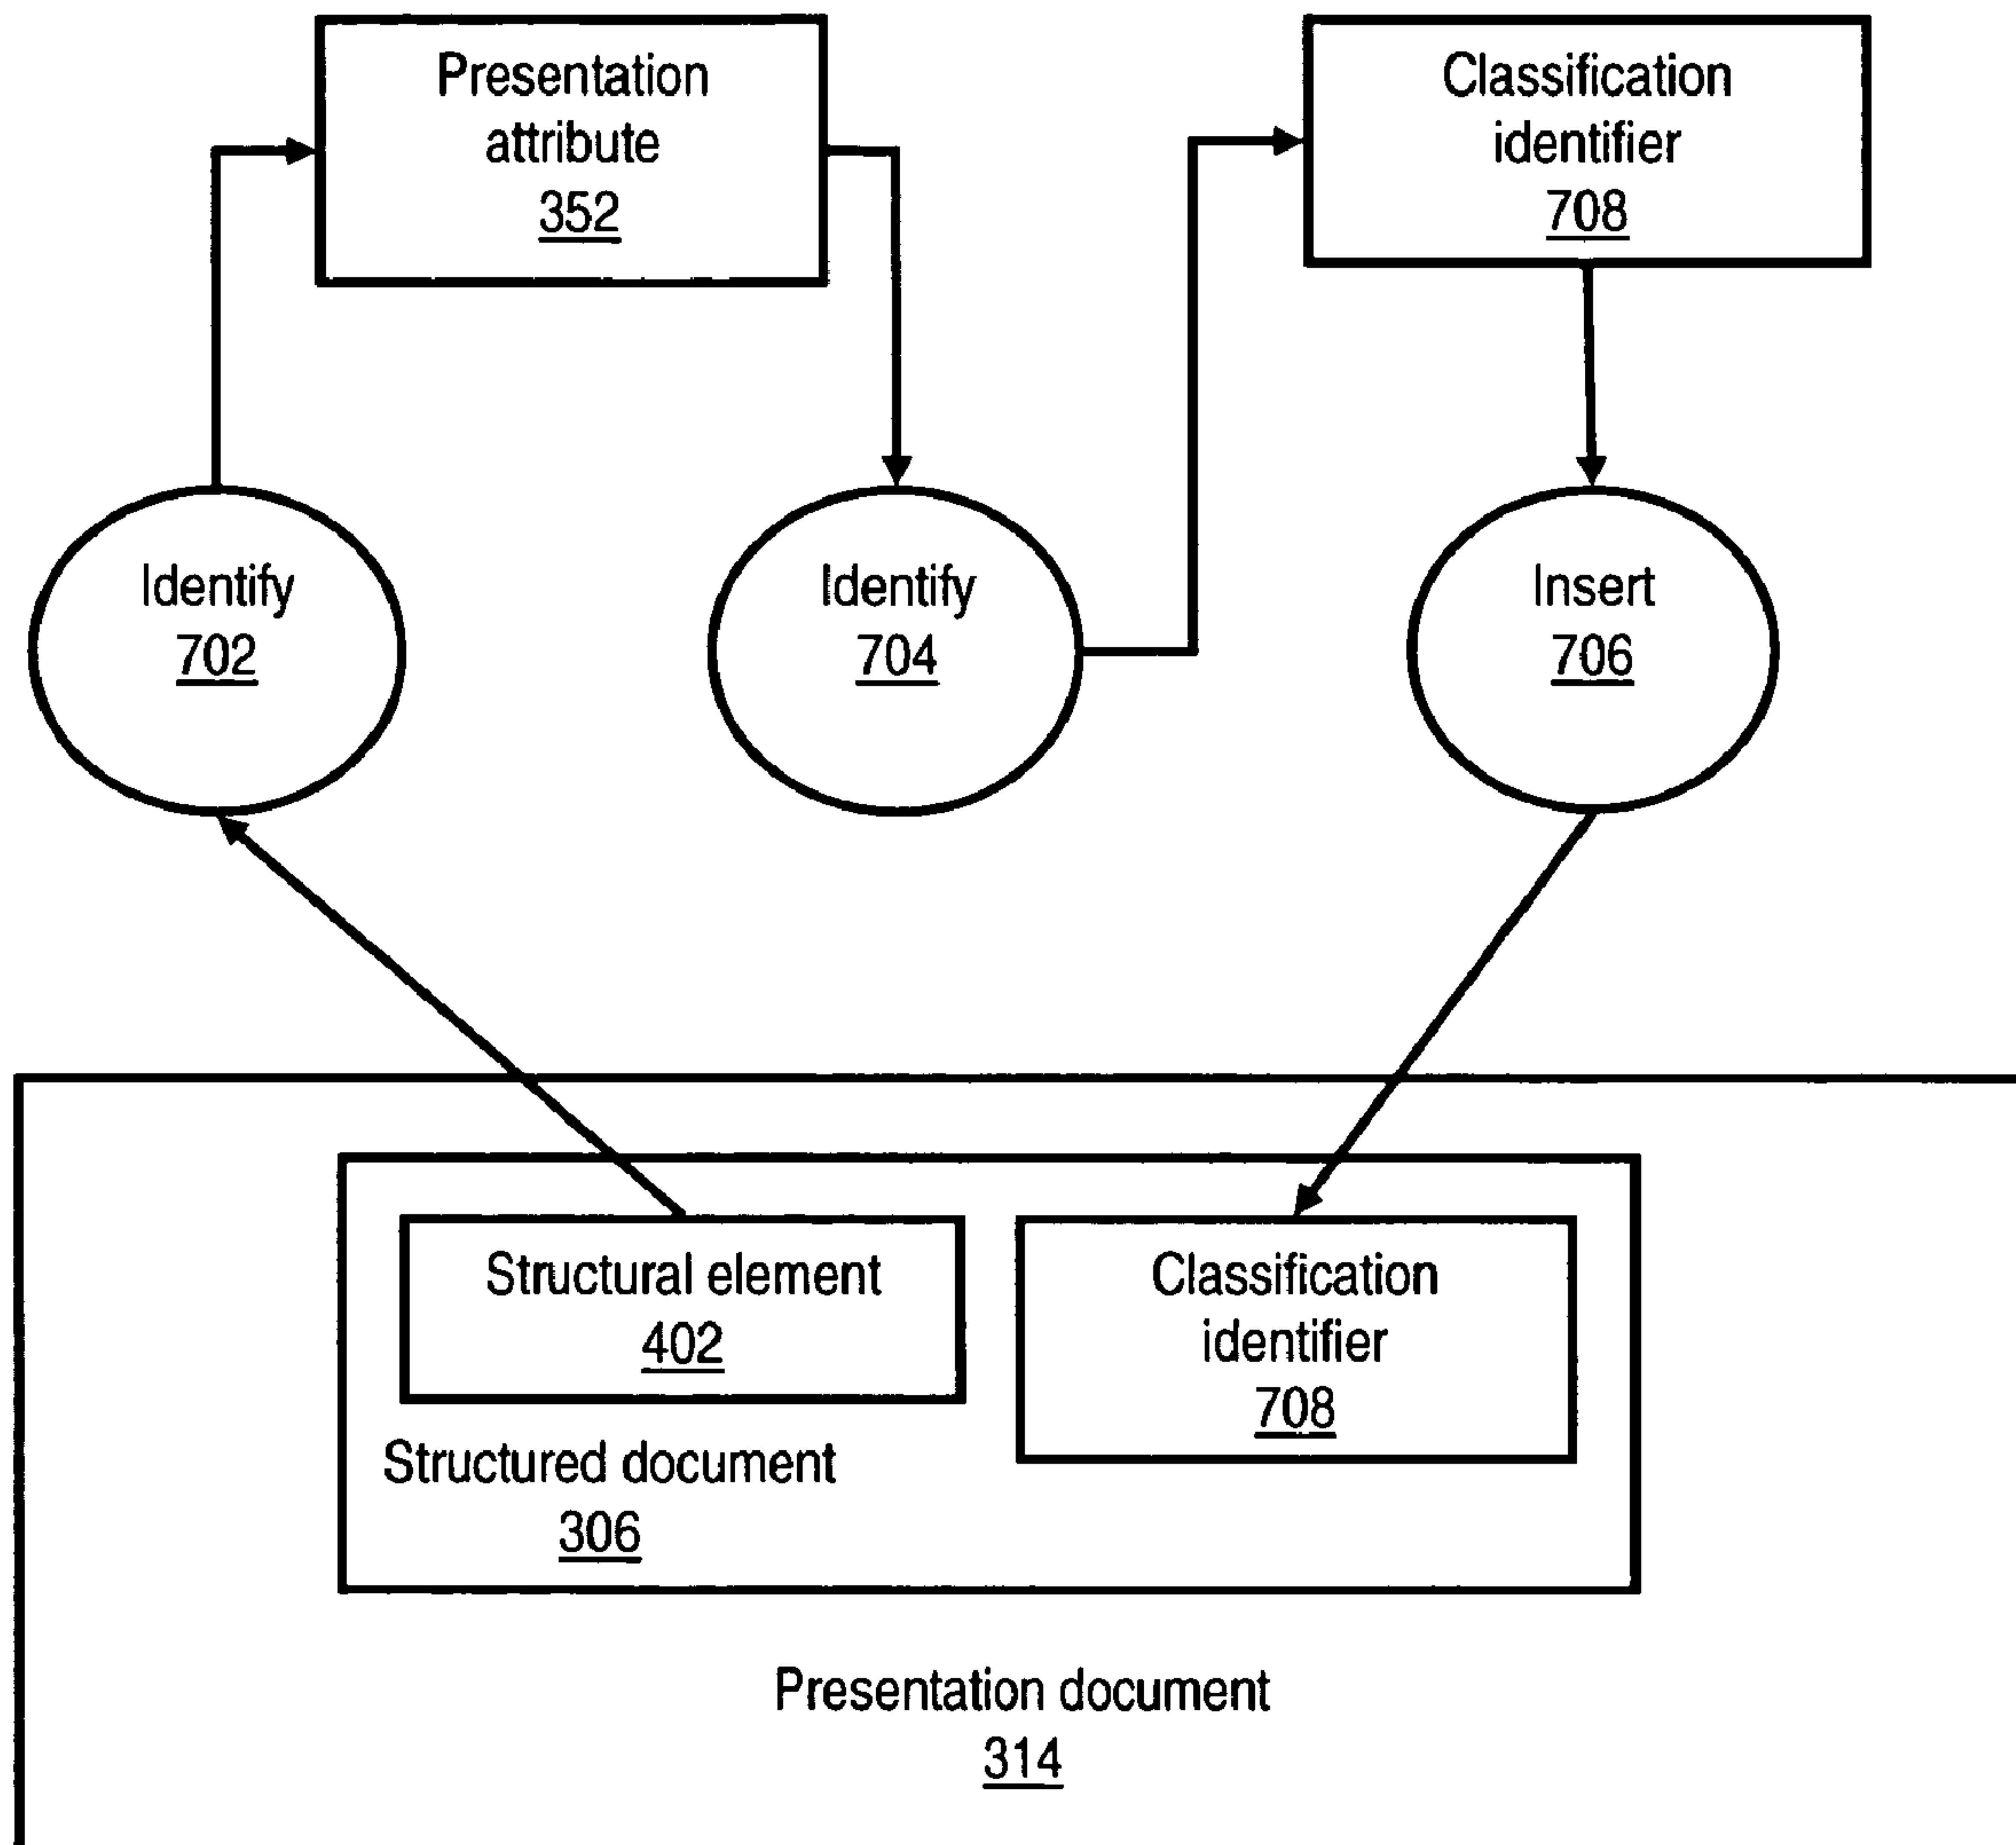 Presentation
attribute
352
Classification
identifier
708
Identify
702
Identify
704
Insert
706
Structural element
402
Classification
identifier
708
Structured document
306
Presentation document
314